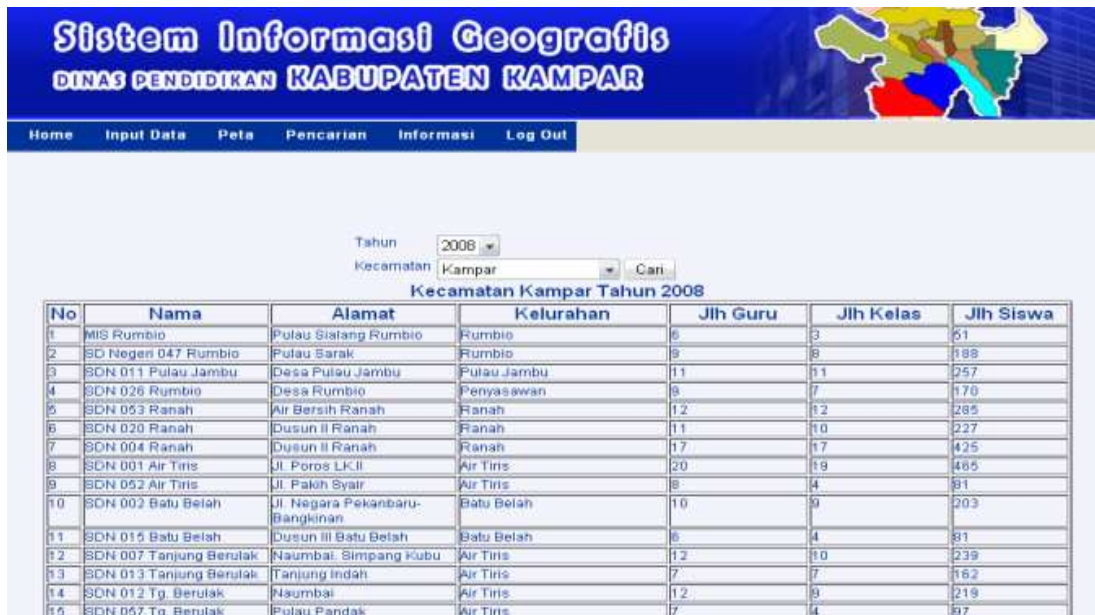 Sistem Informasi Geografis
DINAS PENDIDIKAN KABUPATEN KAMPAR
Home Input Data Peta Pencarian Informasi Log Out
Tahun 2008
Kecamatan Kampar Cari
Kecamatan Kampar Tahun 2008
No Nama Alamat Kelurahan Jlh Guru Jlh Kelas Jlh Siswa
1 MIS Rumbio Pulau Sialang Rumbio Rumbio 6 3 51
2 SD Negeri 047 Rumbio Pulau Sarak Rumbio 9 8 188
3 SDN 011 Pulau Jambu Desa Pulau Jambu Pulau Jambu 11 11 257
4 SDN 026 Rumbio Desa Rumbio Penyasawan 9 7 170
5 SDN 053 Ranah Air Bersih Ranah Ranah 12 12 285
6 SDN 020 Ranah Dusun II Ranah Ranah 11 10 227
7 SDN 004 Ranah Dusun II Ranah Ranah 17 17 425
8 SDN 001 Air Tiris Jl. Poros LK.II Air Tiris 20 19 465
9 SDN 052 Air Tiris Jl. Pakih Syair Air Tiris 8 4 81
10 SDN 002 Batu Belah Jl. Negara Pekanbaru- Batu Belah 10 9 203
Bangkinan
11 SDN 015 Batu Belah Dusun III Batu Belah Batu Belah 6 4 81
12 SDN 007 Tanjung Berulak Naumbai. Simpang Kubu Air Tiris 12 10 239
13 SDN 013 Tanjung Berulak Tanjung Indah Air Tiris 7 7 162
14 SDN 012 Tg. Berulak Naumbai Air Tiris 12 9 219
15 SDN 057 Tg. Berulak Pulau Pandak Air Tiris 7 4 97